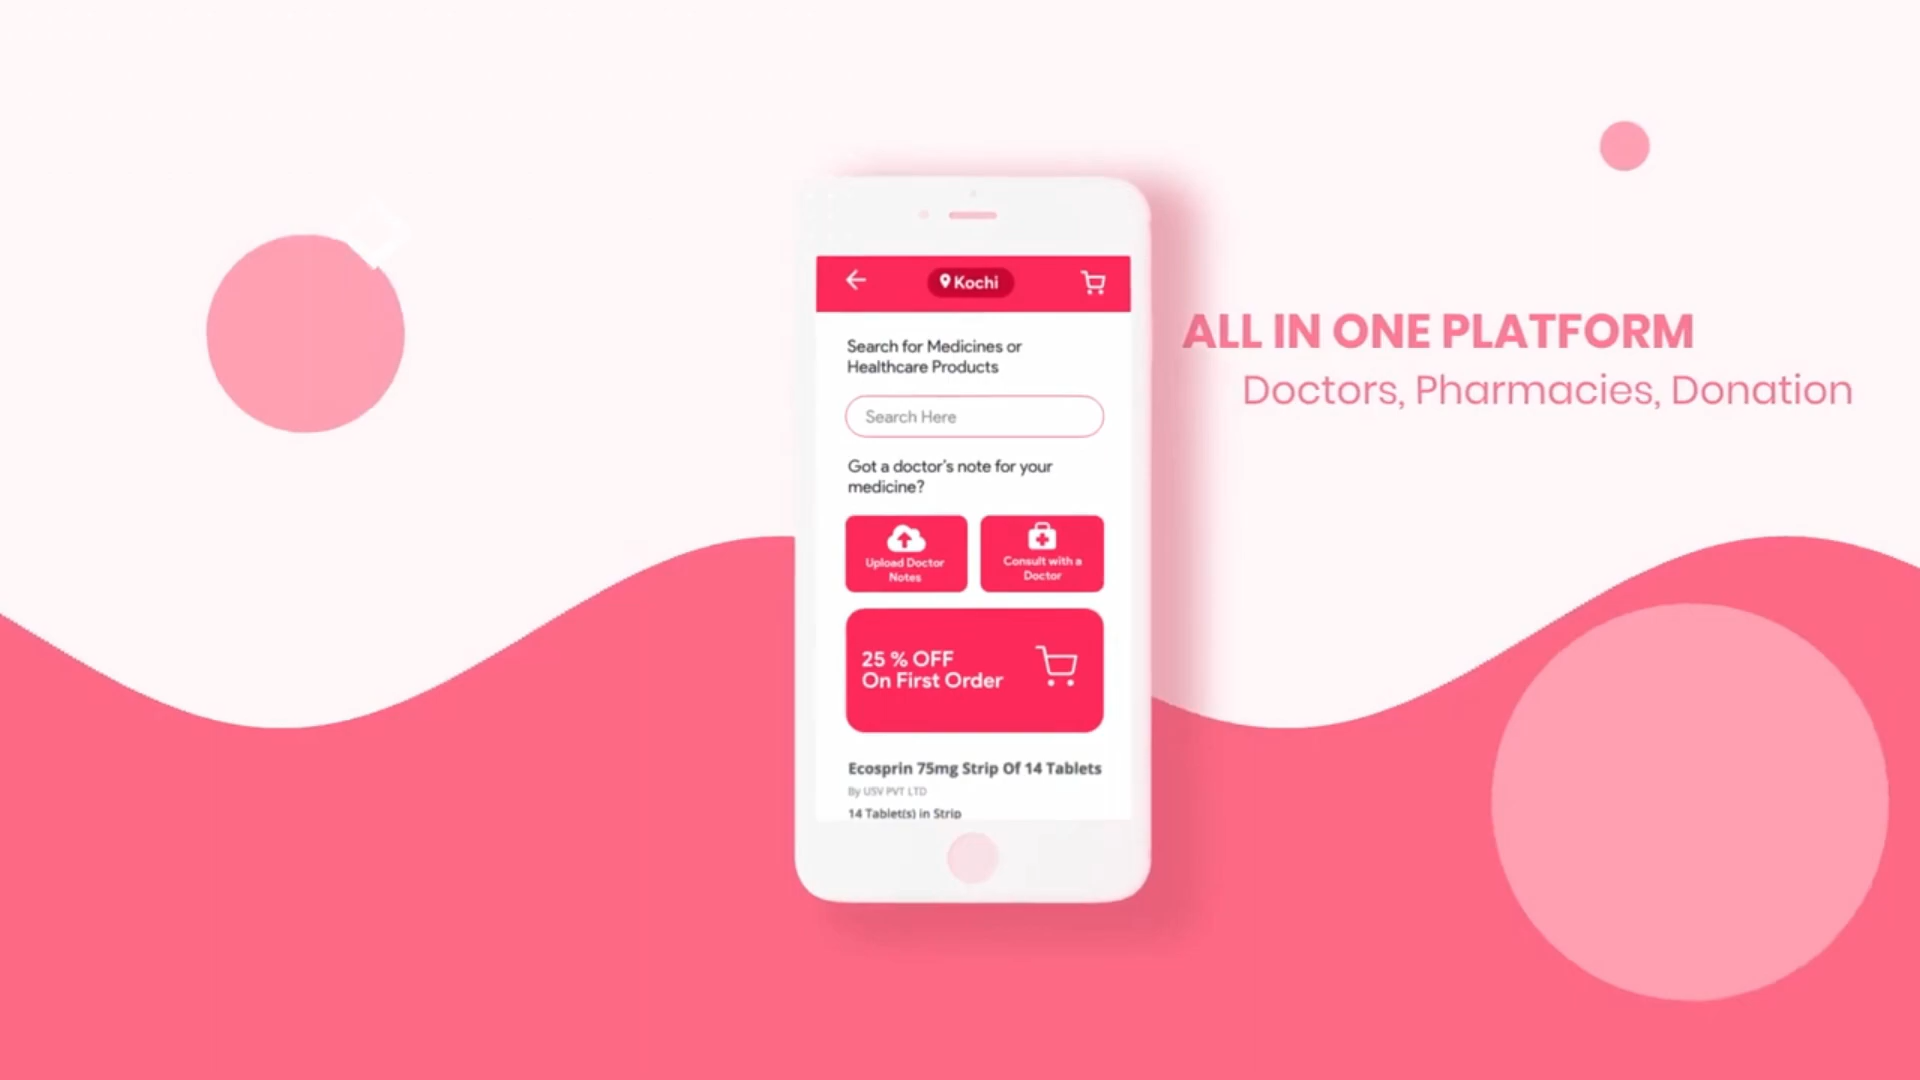 Kochi
Search for Medicines or
Healthcare Products
Search Here
Got a doctor's note for your
medicine?
Upload Doctor
Notes
Consult with a
Doctor
25 % OFF
On First Order
Ecosprin 75mg Strip Of 14 Tablets
By USV PVT LTD
14 Tablet(s) in Strip
ALL IN ONE PLATFORM
Doctors, Pharmacies, Donation